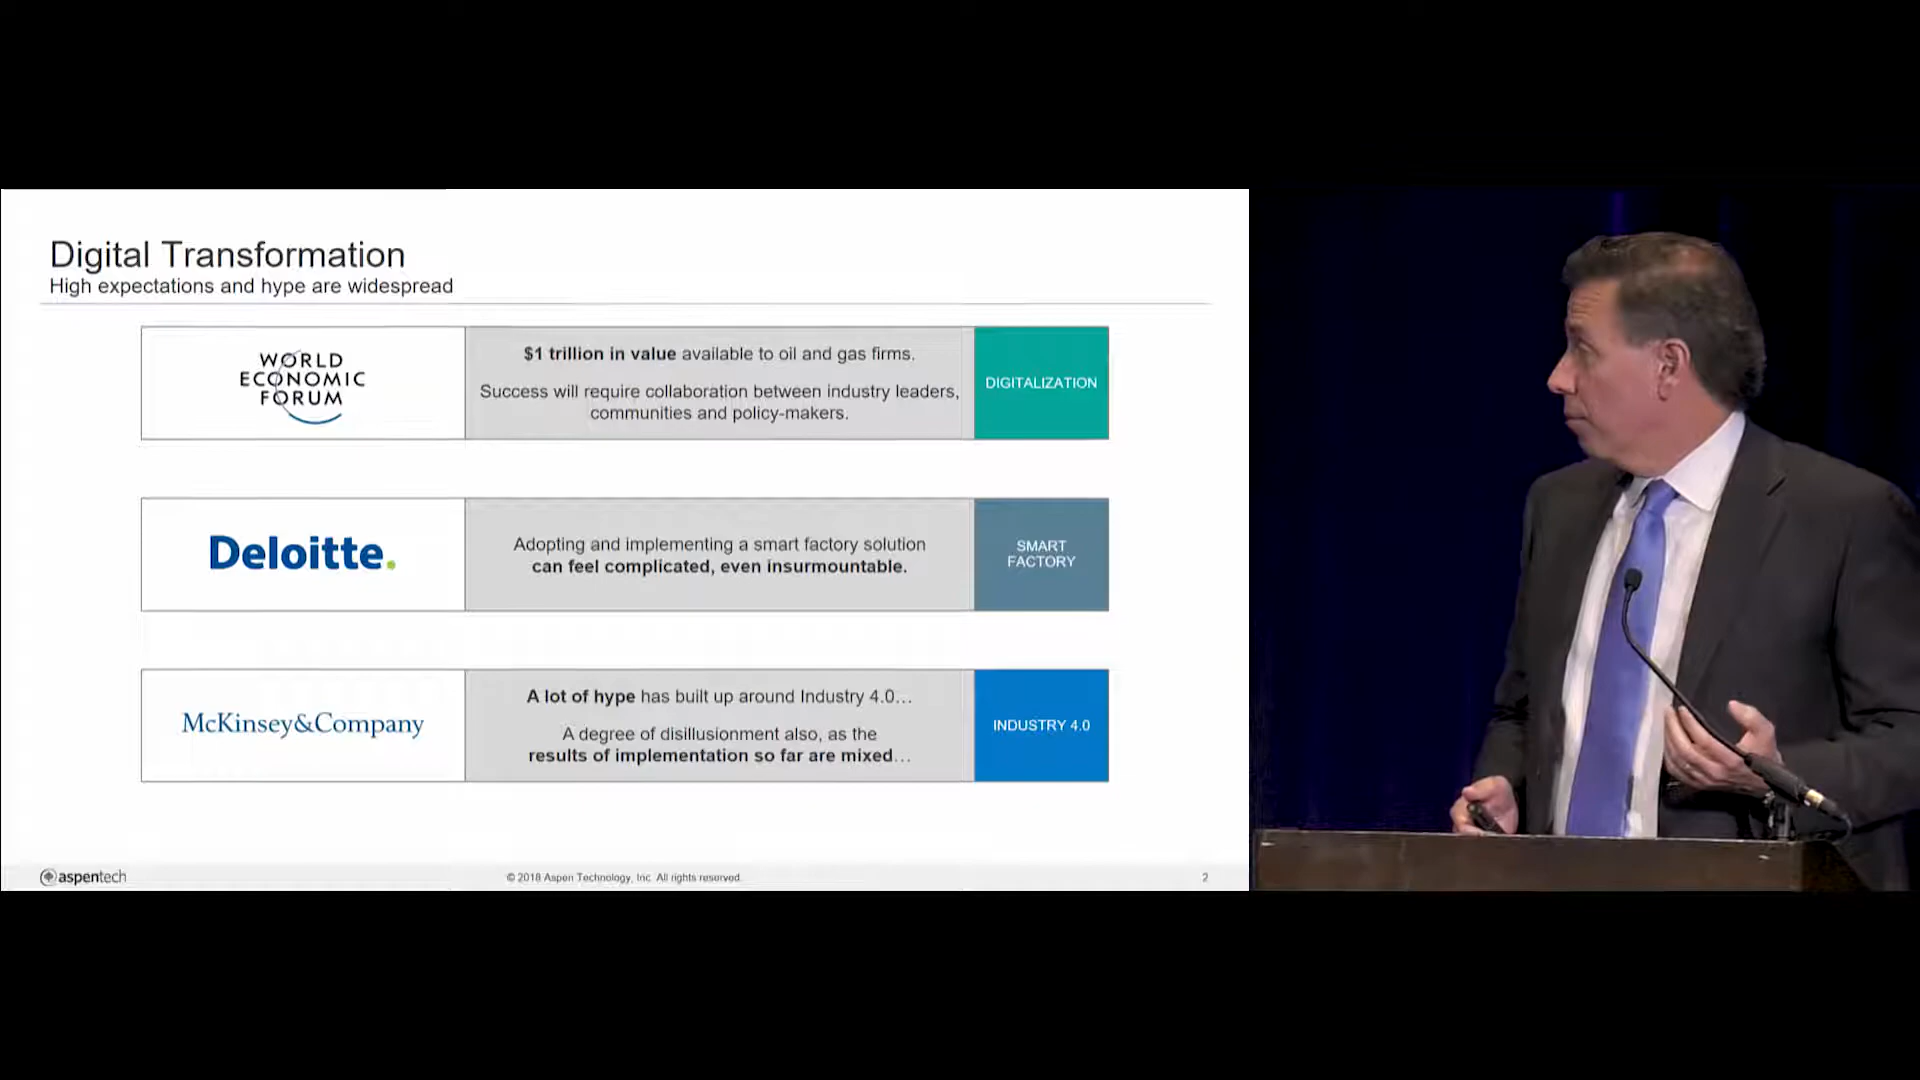 Digital Transformation
High expectations and hype are widespread
WORLD
ECONOMIC
FORUM
$1 trillion in value available to oil and gas firms.
Success will require collaboration between industry leaders,
communities and policy-makers.
DIGITALIZATION
Deloitte.
Adopting and implementing a smart factory solution
can feel complicated, even insurmountable.
SMART
FACTORY
McKinsey&Company
A lot of hype has built up around Industry 4.0…
A degree of disillusionment also, as the
results of implementation so far are mixed…
INDUSTRY 4.0
aspentech
© 2018 Aspen Technology, Inc. All rights reserved.
2